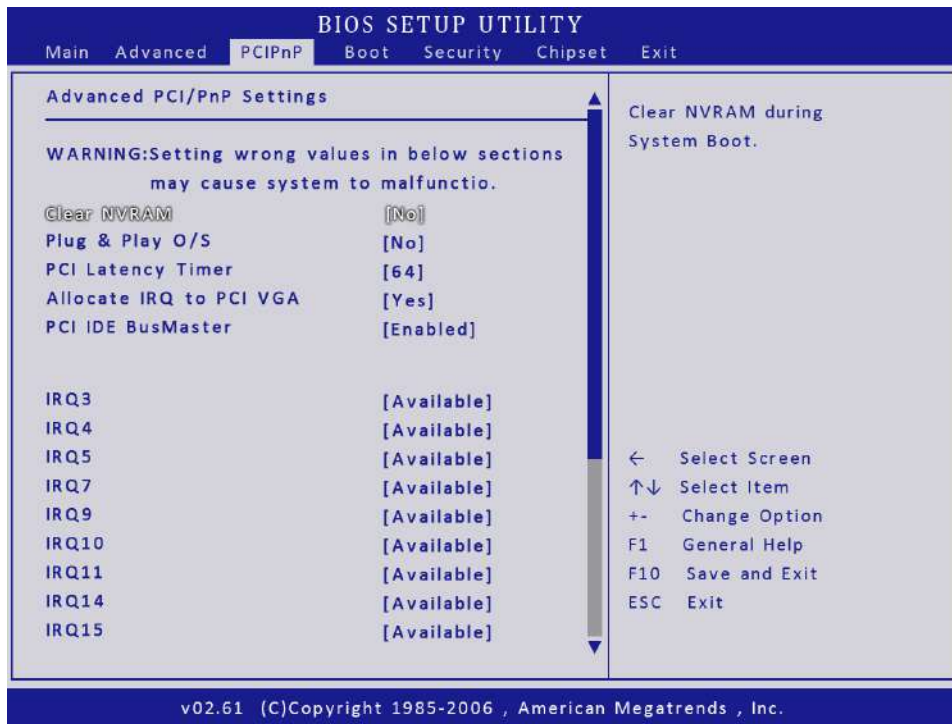 BIOS SETUP UTILITY
Main Advanced PCIPnP Boot Security Chipset Exit
Advanced PCI/PnP Settings
WARNING:Setting wrong values in below sections
may cause system to malfunctio.
Clear NVRAM [No]
Plug & Play O/S [No]
PCI Latency Timer [64]
Allocate IRQ to PCI VGA [Yes]
PCI IDE BusMaster [Enabled]
IRQ3 [Available]
IRQ4 [Available]
IRQ5 [Available]
IRQ7 [Available]
IRQ9 [Available]
IRQ10 [Available]
IRQ11 [Available]
IRQ14 [Available]
IRQ15 [Available]
Clear NVRAM during
System Boot.
← Select Screen
↑↓ Select Item
+- Change Option
F1 General Help
F10 Save and Exit
ESC Exit
v02.61 (C)Copyright 1985-2006 , American Megatrends , Inc.